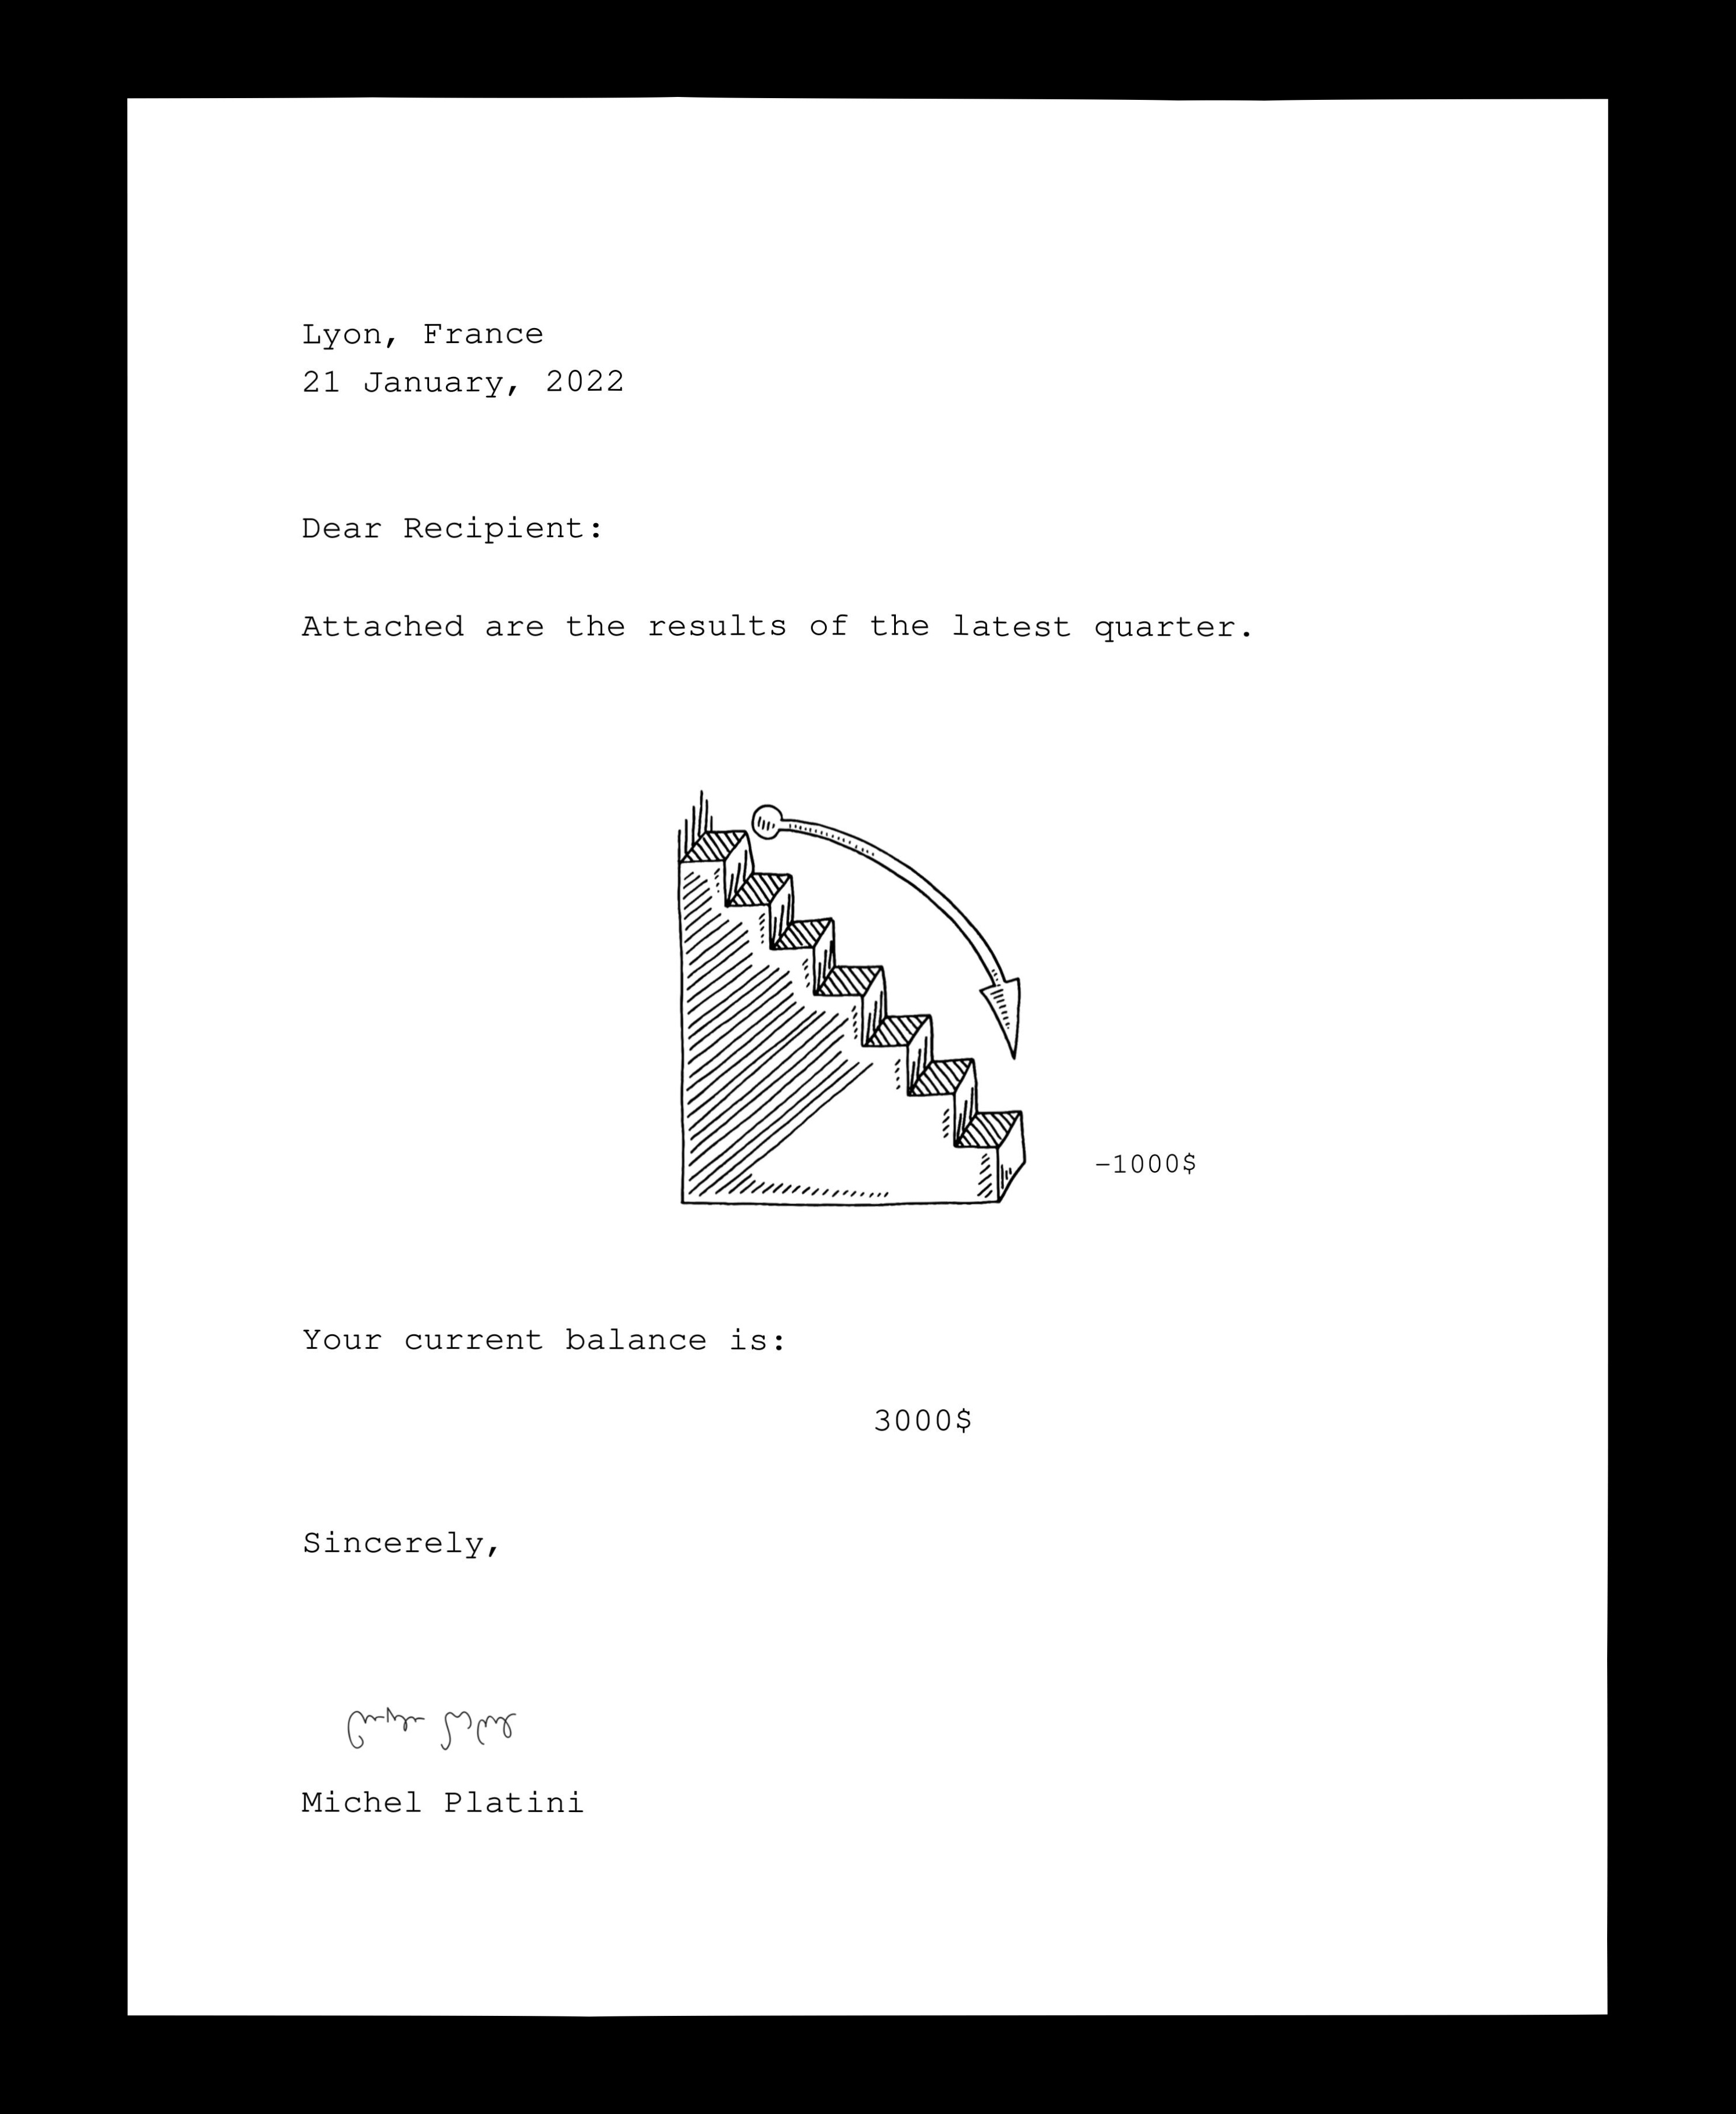 Lyon, France
21 January, 2022
Dear Recipient:
Attached are the results of the latest quarter.
–1000$
Your current balance is:
3000$
Sincerely,
Michel Platini